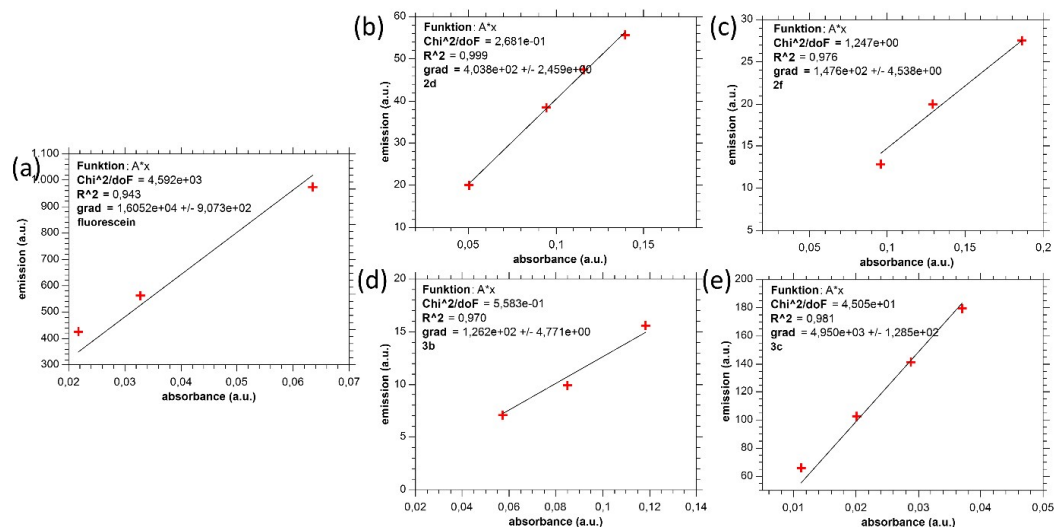 (a)
1.100
1.000
900
800
700
600
500
400
300
emission (a.u.)
Funktion: A*x
Chi^2/doF = 4,592e+03
R^2 = 0,943
grad = 1,6052e+04 +/- 9,073e+02
fluorescein
0,02 0,03 0,04 0,05 0,06 0,07
absorbance (a.u.)
(b)
60
50
40
30
20
10
emission (a.u.)
Funktion: A*x
Chi^2/doF = 2,681e-01
R^2 = 0,999
grad = 4,038e+02 +/- 2,459e+00
2d
0,05 0,1 0,15
absorbance (a.u.)
(c)
30
25
20
15
10
5
emission (a.u.)
Funktion: A*x
Chi^2/doF = 1,247e+00
R^2 = 0,976
grad = 1,476e+02 +/- 4,538e+00
2f
0,05 0,1 0,15 0,2
absorbance (a.u.)
(d)
20
15
10
5
0
emission (a.u.)
Funktion: A*x
Chi^2/doF = 5,583e-01
R^2 = 0,970
grad = 1,262e+02 +/- 4,771e+00
3b
0,02 0,04 0,06 0,08 0,1 0,12 0,14
absorbance (a.u.)
(e)
200
180
160
140
120
100
80
60
emission (a.u.)
Funktion: A*x
Chi^2/doF = 4,505e+01
R^2 = 0,981
grad = 4,950e+03 +/- 1,285e+02
3c
0,01 0,02 0,03 0,04 0,05
absorbance (a.u.)